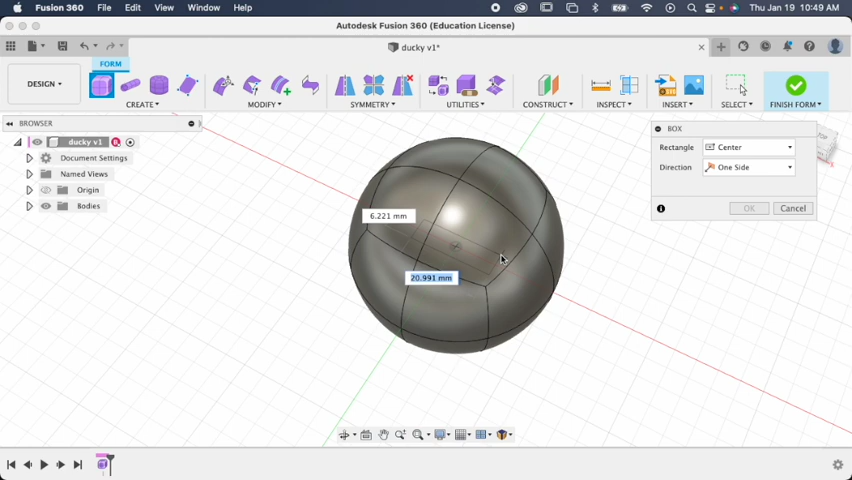 Fusion 360 File Edit View Window Help Thu Jan 19 10:49 AM
Autodesk Fusion 360 (Education License)
ducky v1*
FORM
DESIGN
CREATE MODIFY SYMMETRY UTILITIES CONSTRUCT INSPECT INSERT SELECT FINISH FORM
BROWSER
ducky v1
Document Settings
Named Views
Origin
Bodies
BOX
Rectangle Center
Direction One Side
OK Cancel
TOP
6.221 mm
20.991 mm